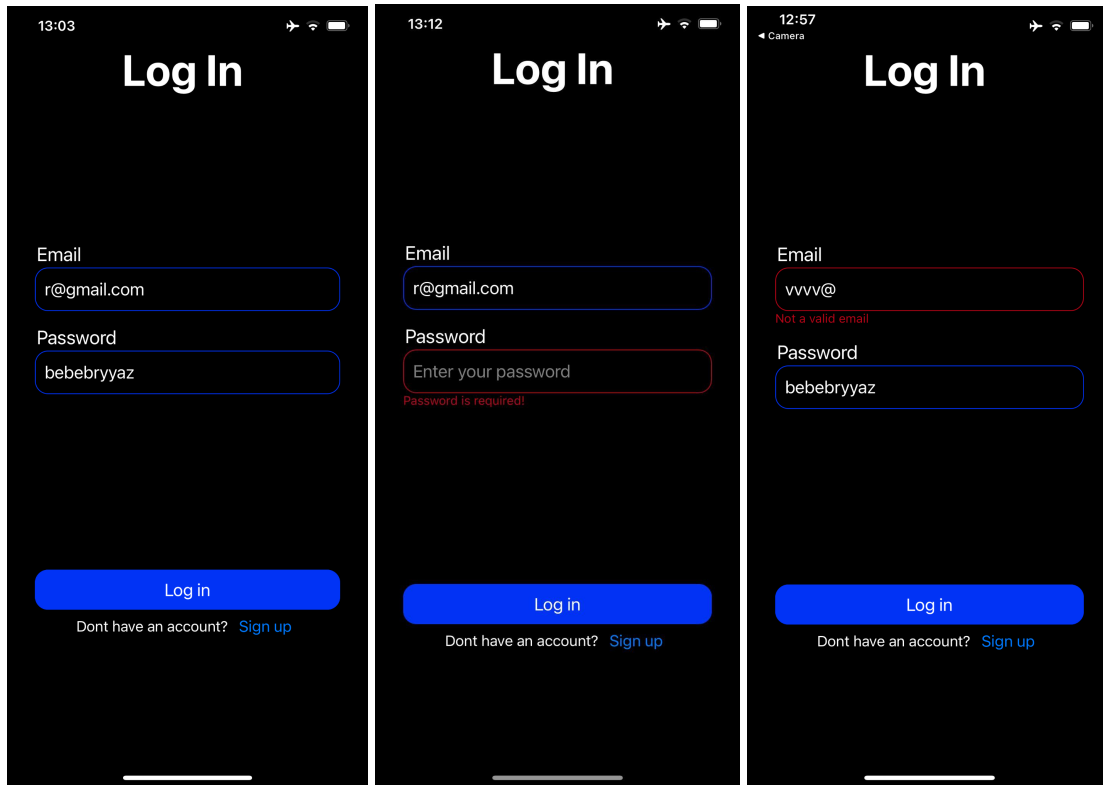 13:03
Log In
Email
r@gmail.com
Password
bebebryyaz
Log in
Dont have an account? Sign up
13:12
Log In
Email
r@gmail.com
Password
Enter your password
Password is required!
Log in
Dont have an account? Sign up
12:57
◀ Camera
Log In
Email
vvvv@
Not a valid email
Password
bebebryyaz
Log in
Dont have an account? Sign up